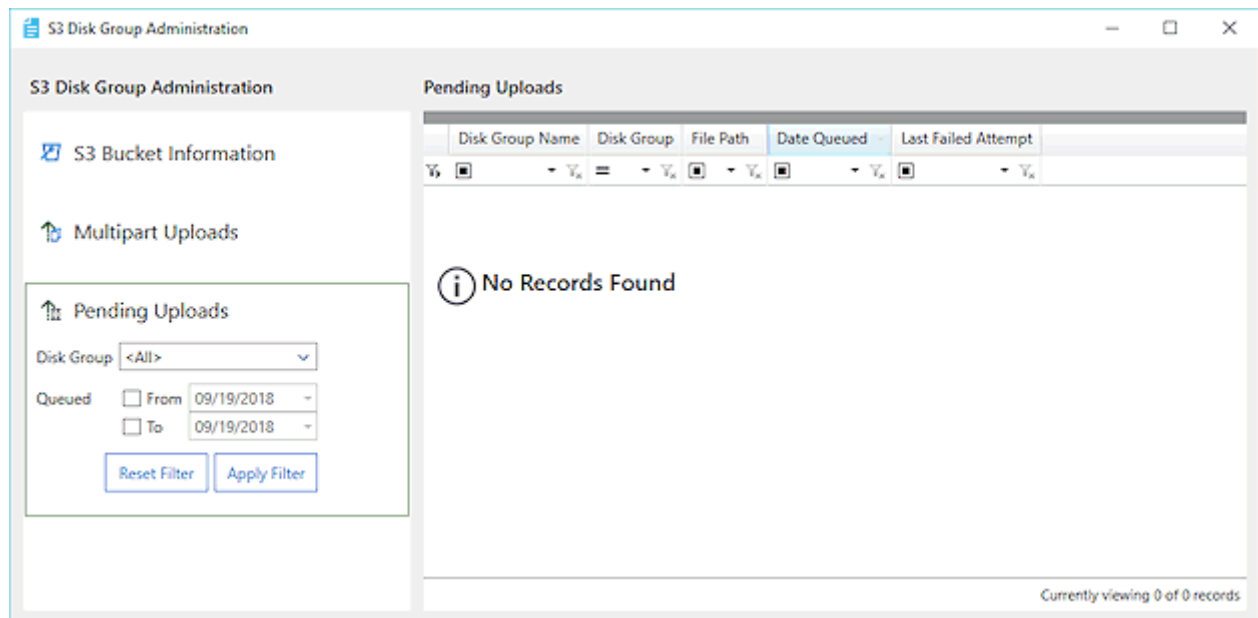 S3 Disk Group Administration
S3 Disk Group Administration
S3 Bucket Information
Multipart Uploads
Pending Uploads
Disk Group <All>
Queued From 09/19/2018
To 09/19/2018
Reset Filter Apply Filter
Pending Uploads
Disk Group Name Disk Group File Path Date Queued Last Failed Attempt
No Records Found
Currently viewing 0 of 0 records